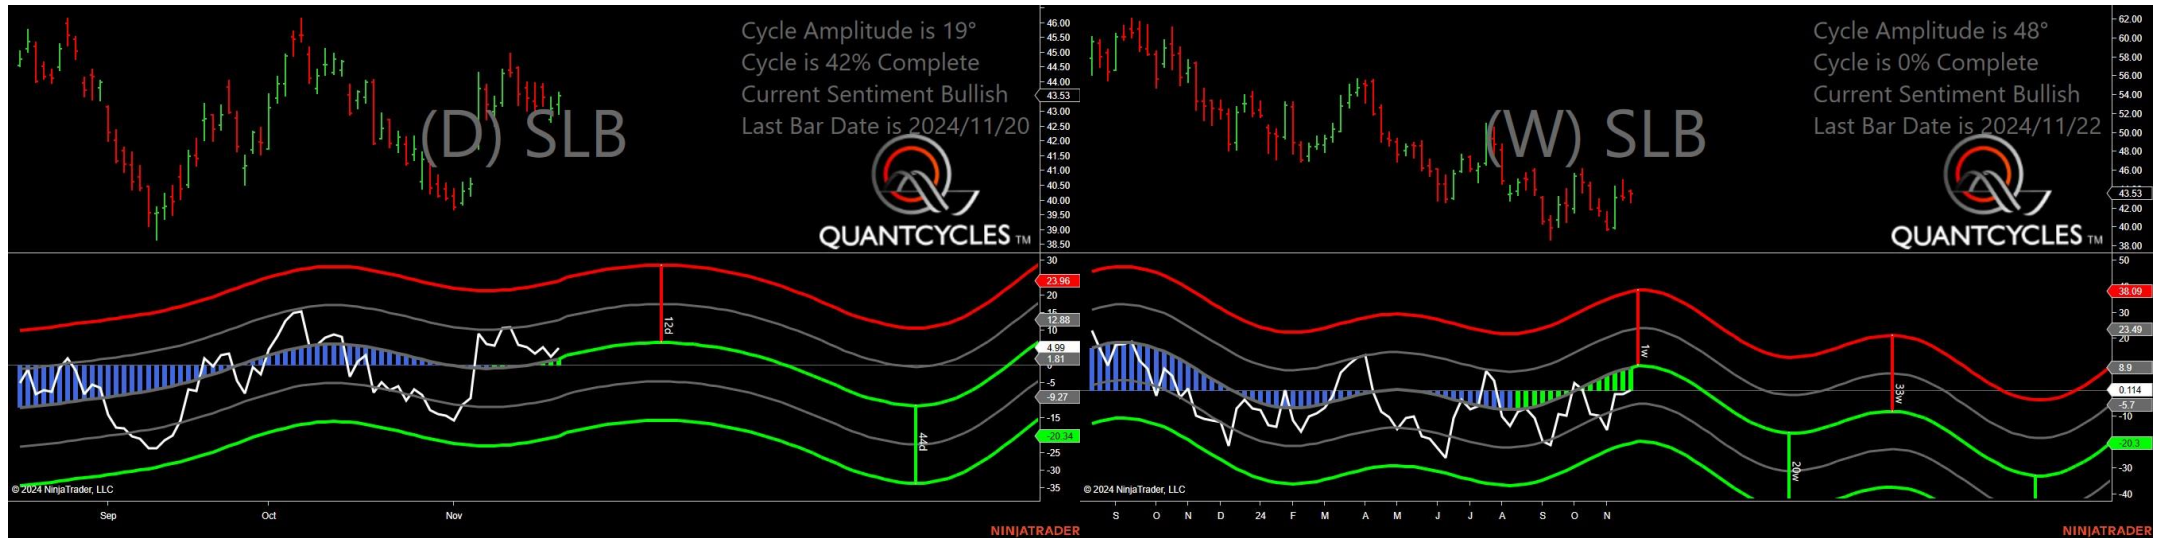 Cycle Amplitude is 19°
Cycle is 42% Complete
Current Sentiment Bullish
Last Bar Date is 2024/11/20
(D) SLB
QUANTCYCLES TM
46.00
45.50
45.00
44.50
44.00
43.53
43.00
42.50
42.00
41.50
41.00
40.50
40.00
39.50
39.00
38.50
30
23.96
20
15
12.88
10
4.99
1.81
0
-5
-9.27
-15
-20.34
-25
-30
-35
12d
44d
© 2024 NinjaTrader, LLC
Sep Oct Nov
NINJATRADER
Cycle Amplitude is 48°
Cycle is 0% Complete
Current Sentiment Bullish
Last Bar Date is 2024/11/22
(W) SLB
QUANTCYCLES TM
62.00
60.00
58.00
56.00
54.00
52.00
50.00
48.00
46.00
43.53
42.00
40.00
38.00
50
38.09
30
23.49
20
8.9
0.114
-5.7
-10
-20.3
-30
-40
1w
20w
33w
© 2024 NinjaTrader, LLC
S O N D 24 F M A M J J A S O N
NINJATRADER